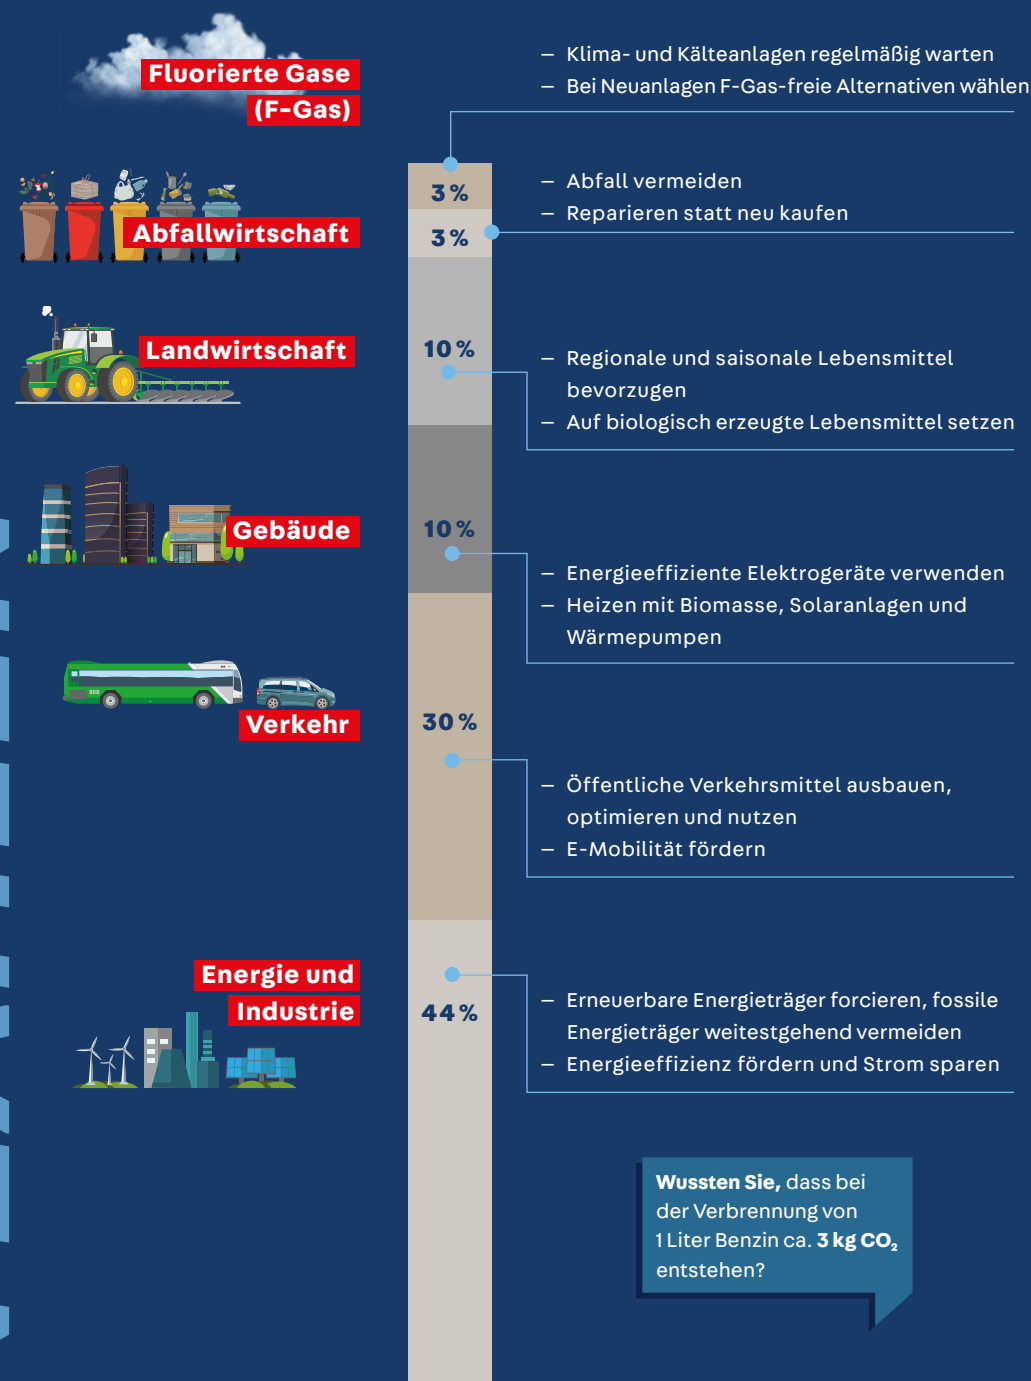 Fluorierte Gase
(F-Gas)
– Klima- und Kälteanlagen regelmäßig warten
– Bei Neuanlagen F-Gas-freie Alternativen wählen
3 %
Abfallwirtschaft
3 %
– Abfall vermeiden
– Reparieren statt neu kaufen
Landwirtschaft
10 %
– Regionale und saisonale Lebensmittel
bevorzugen
– Auf biologisch erzeugte Lebensmittel setzen
Gebäude
10 %
– Energieeffiziente Elektrogeräte verwenden
– Heizen mit Biomasse, Solaranlagen und
Wärmepumpen
Verkehr
30 %
– Öffentliche Verkehrsmittel ausbauen,
optimieren und nutzen
– E-Mobilität fördern
Energie und
Industrie
44 %
– Erneuerbare Energieträger forcieren, fossile
Energieträger weitestgehend vermeiden
– Energieeffizienz fördern und Strom sparen
Wussten Sie, dass bei
der Verbrennung von
1 Liter Benzin ca. 3 kg CO₂
entstehen?